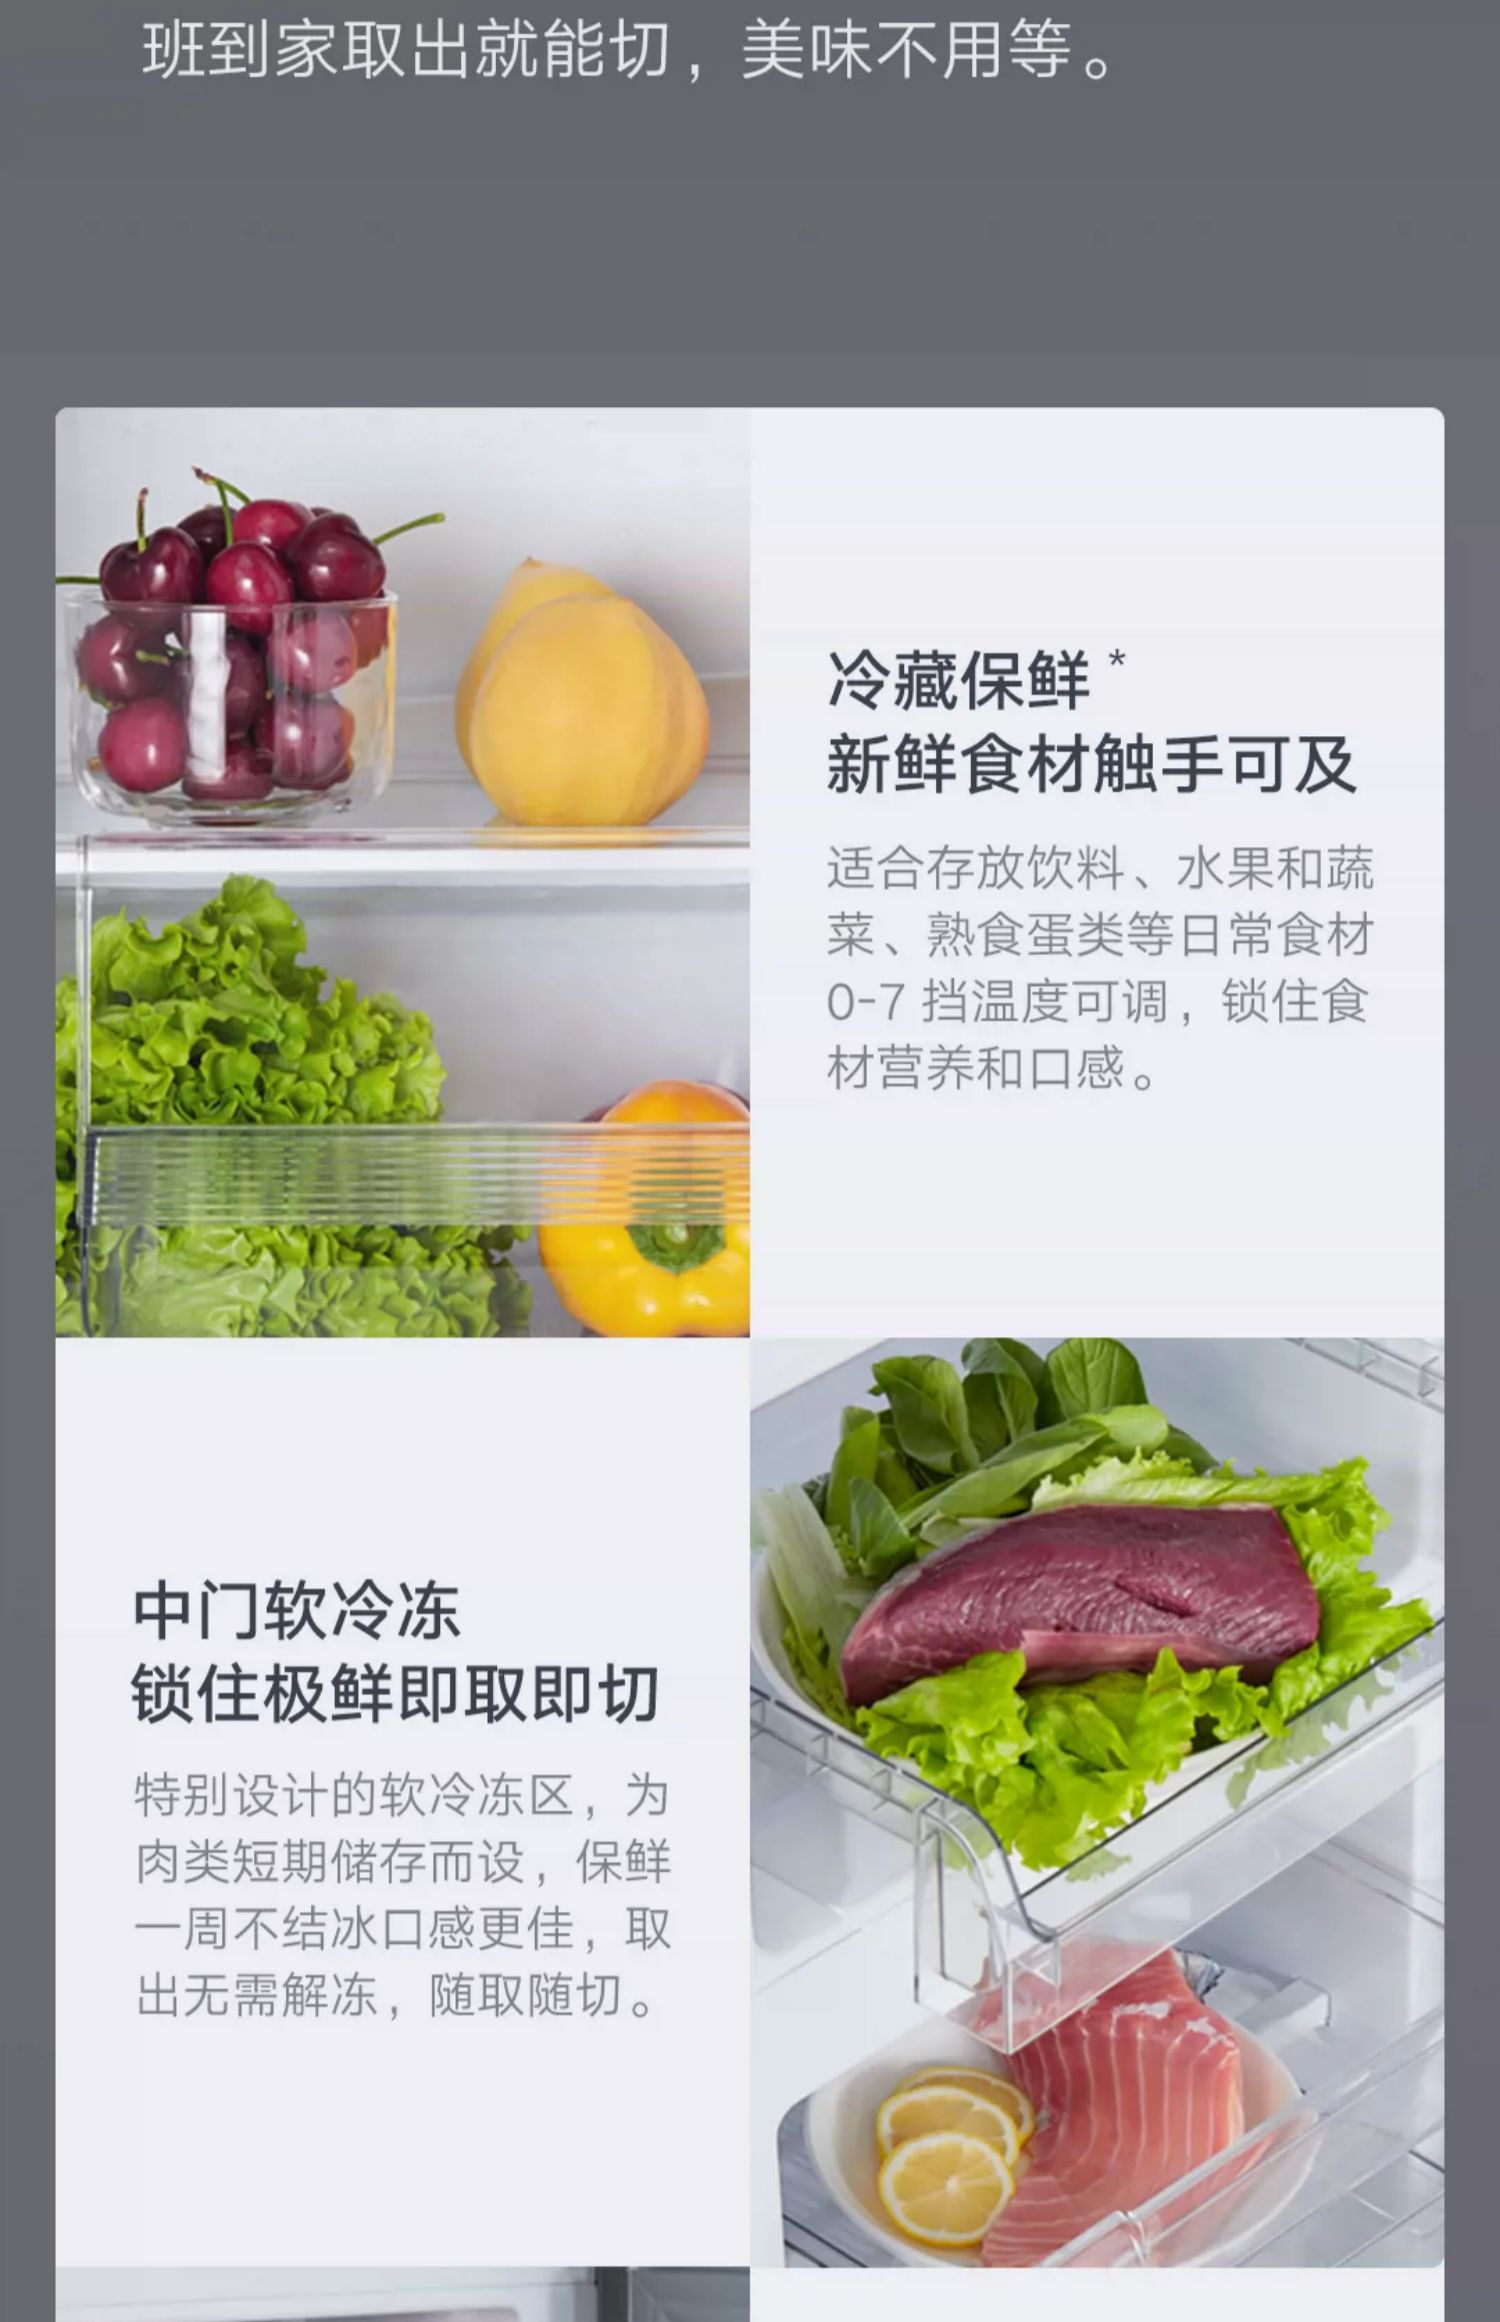 班到家取出就能切，美味不用等。
冷藏保鲜*
新鲜食材触手可及
适合存放饮料、水果和蔬
菜、熟食蛋类等日常食材
0-7 挡温度可调，锁住食
材营养和口感。
中门软冷冻
锁住极鲜即取即切
特别设计的软冷冻区，为
肉类短期储存而设，保鲜
一周不结冰口感更佳，取
出无需解冻，随取随切。